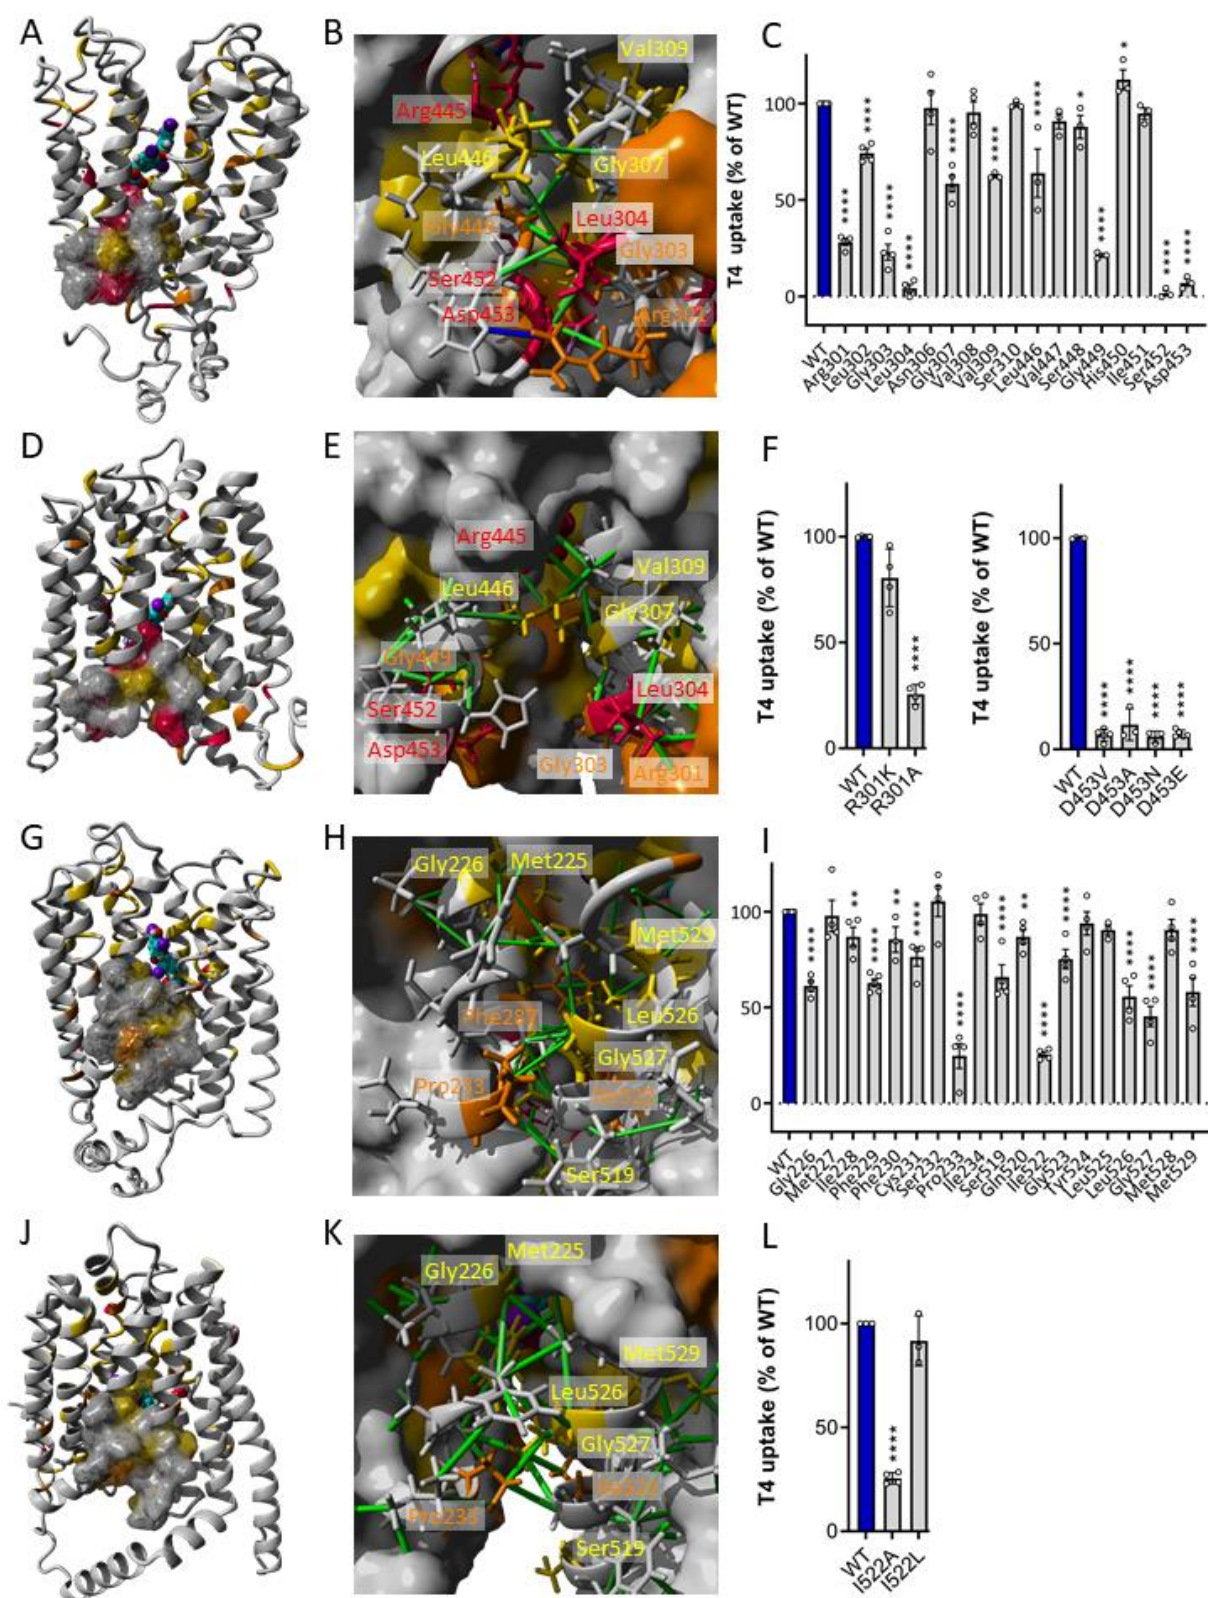 A
B
Val309
Arg445
Leu446
Gly307
Leu304
Gly303
Ser452
Asp453
C
T4 uptake (% of WT)
100
50
0
****
****
****
****
****
****
****
*
****
*
****
****
WT
Arg301
Leu302
Gly303
Leu304
Asn306
Gly307
Val308
Val309
Ser310
Leu446
Val447
Ser448
Gly449
His450
Ile451
Ser452
Asp453
D
E
Arg445
Val309
Leu446
Gly307
Gly449
Leu304
Ser452
Asp453
Gly303
Arg301
F
T4 uptake (% of WT)
100
50
0
****
WT
R301K
R301A
T4 uptake (% of WT)
100
50
0
****
****
****
****
WT
D453V
D453A
D453N
D453E
G
H
Gly226
Met225
Met529
Leu526
Gly527
Pro233
Ser519
I
100
50
0
****
**
****
**
****
****
****
**
****
****
****
****
****
WT
Gly226
Met227
Ile228
Phe229
Phe230
Cys231
Ser232
Pro233
Ile234
Ser519
Gln520
Ile522
Gly523
Tyr524
Leu525
Leu526
Gly527
Met528
Met529
J
K
Met225
Gly226
Met529
Leu526
Gly527
Pro233
Ser519
L
T4 uptake (% of WT)
100
50
0
****
WT
I522A
I522L